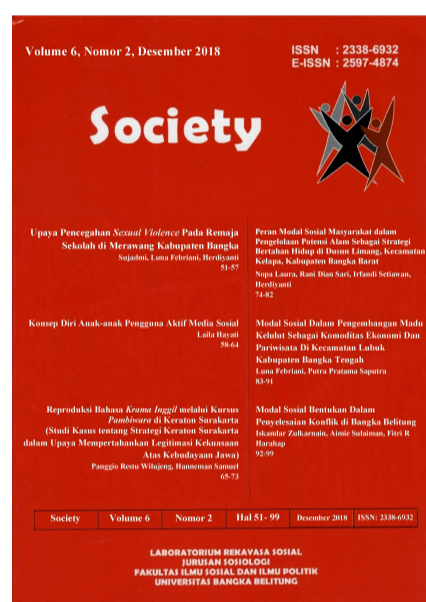 Volume 6, Nomor 2, Desember 2018
ISSN : 2338-6932
E-ISSN : 2597-4874
Society
Upaya Pencegahan Sexual Violence Pada Remaja
Sekolah di Merawang Kabupaten Bangka
Sujadmi, Luna Febriani, Herdiyanti
51-57
Konsep Diri Anak-anak Pengguna Aktif Media Sosial
Laila Hayati
58-64
Reproduksi Bahasa Krama Inggil melalui Kursus
Pambiwara di Keraton Surakarta
(Studi Kasus tentang Strategi Keraton Surakarta
dalam Upaya Mempertahankan Legitimasi Kekuasaan
Atas Kebudayaan Jawa)
Panggio Restu Wilujeng, Hanneman Samuel
65-73
Peran Modal Sosial Masyarakat dalam
Pengelolaan Potensi Alam Sebagai Strategi
Bertahan Hidup di Dusun Limang, Kecamatan
Kelapa, Kabupaten Bangka Barat
Nopa Laura, Rani Dian Sari, Irfandi Setiawan,
Herdiyanti
74-82
Modal Sosial Dalam Pengembangan Madu
Kelulut Sebagai Komoditas Ekonomi Dan
Pariwisata Di Kecamatan Lubuk
Kabupaten Bangka Tengah
Luna Febriani, Putra Pratama Saputra
83-91
Modal Sosial Bentukan Dalam
Penyelesaian Konflik di Bangka Belitung
Iskandar Zulkarnain, Aimie Sulaiman, Fitri R
Harahap
92-99
Society Volume 6 Nomor 2 Hal 51- 99 Desember 2018 ISSN: 2338-6932
LABORATORIUM REKAYASA SOSIAL
JURUSAN SOSIOLOGI
FAKULTAS ILMU SOSIAL DAN ILMU POLITIK
UNIVERSITAS BANGKA BELITUNG